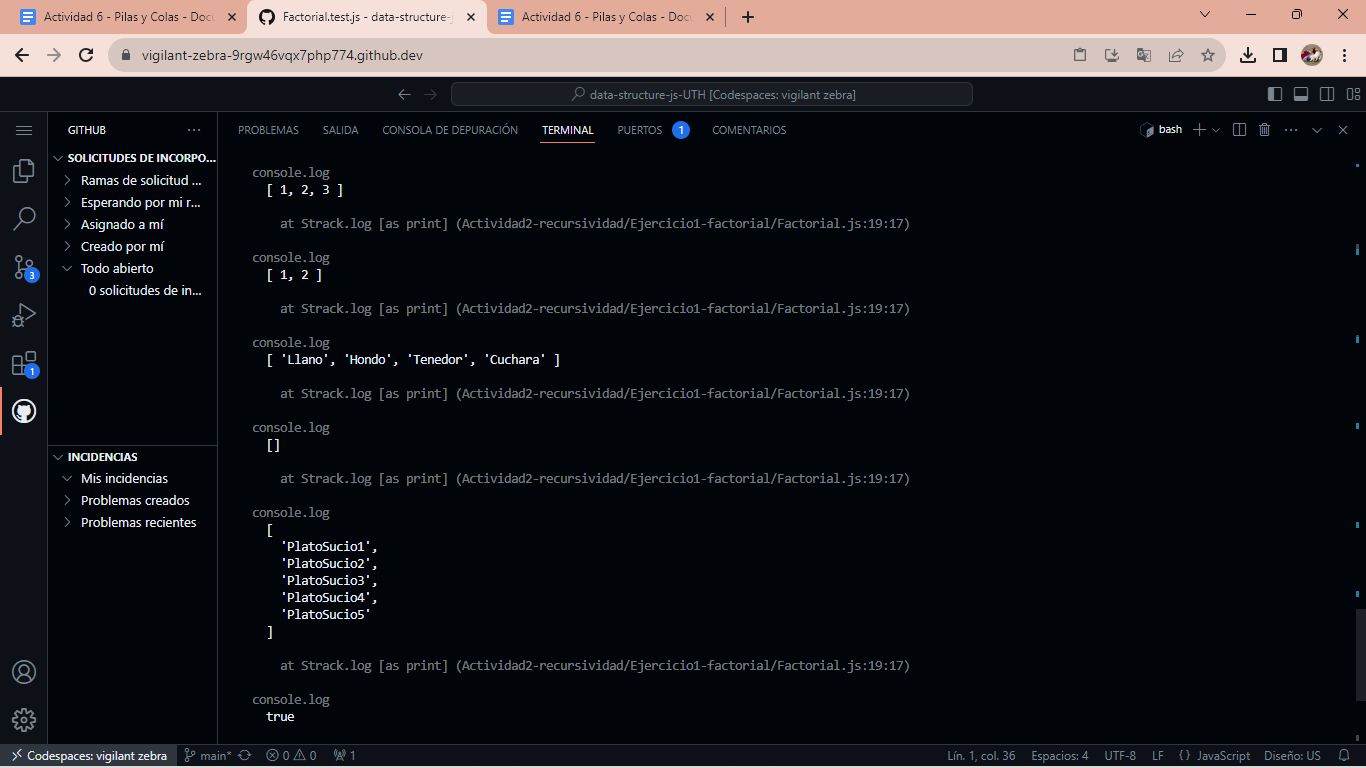 Actividad 6 - Pilas y Colas - Docu
Factorial.test.js - data-structure-j
Actividad 6 - Pilas y Colas - Docu
vigilant-zebra-9rgw46vqx7php774.github.dev
data-structure-js-UTH [Codespaces: vigilant zebra]
GITHUB
PROBLEMAS SALIDA CONSOLA DE DEPURACIÓN TERMINAL PUERTOS 1 COMENTARIOS
bash
SOLICITUDES DE INCORPO...
Ramas de solicitud ...
Esperando por mi r...
Asignado a mí
Creado por mí
Todo abierto
0 solicitudes de in...
3
1
INCIDENCIAS
Mis incidencias
Problemas creados
Problemas recientes
console.log
[ 1, 2, 3 ]
at Strack.log [as print] (Actividad2-recursividad/Ejercicio1-factorial/Factorial.js:19:17)
console.log
[ 1, 2 ]
at Strack.log [as print] (Actividad2-recursividad/Ejercicio1-factorial/Factorial.js:19:17)
console.log
[ 'Llano', 'Hondo', 'Tenedor', 'Cuchara' ]
at Strack.log [as print] (Actividad2-recursividad/Ejercicio1-factorial/Factorial.js:19:17)
console.log
[]
at Strack.log [as print] (Actividad2-recursividad/Ejercicio1-factorial/Factorial.js:19:17)
console.log
[
'PlatoSucio1',
'PlatoSucio2',
'PlatoSucio3',
'PlatoSucio4',
'PlatoSucio5'
]
at Strack.log [as print] (Actividad2-recursividad/Ejercicio1-factorial/Factorial.js:19:17)
console.log
true
Codespaces: vigilant zebra main* 0 0 1 Lín. 1, col. 36 Espacios: 4 UTF-8 LF {} JavaScript Diseño: US